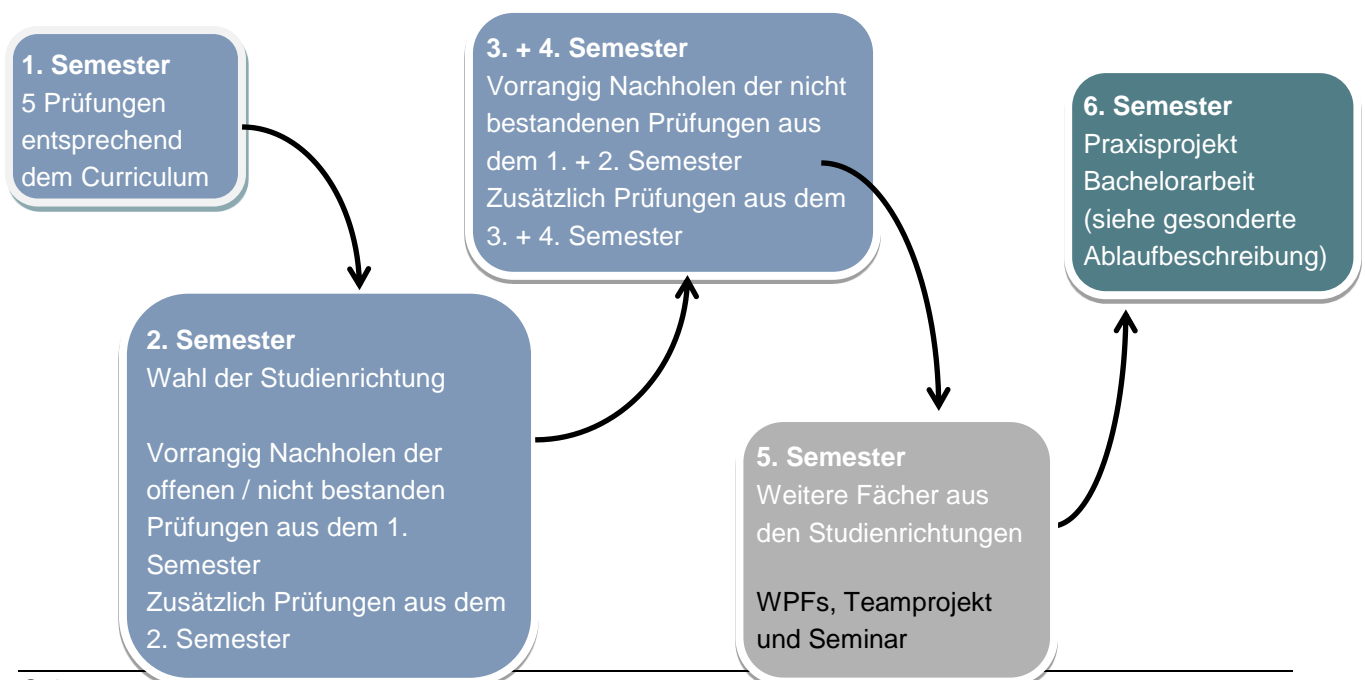 1. Semester
5 Prüfungen
entsprechend
dem Curriculum
2. Semester
Wahl der Studienrichtung
Vorrangig Nachholen der
offenen / nicht bestanden
Prüfungen aus dem 1.
Semester
Zusätzlich Prüfungen aus dem
2. Semester
3. + 4. Semester
Vorrangig Nachholen der nicht
bestandenen Prüfungen aus
dem 1. + 2. Semester
Zusätzlich Prüfungen aus dem
3. + 4. Semester
5. Semester
Weitere Fächer aus
den Studienrichtungen
WPFs, Teamprojekt
und Seminar
6. Semester
Praxisprojekt
Bachelorarbeit
(siehe gesonderte
Ablaufbeschreibung)